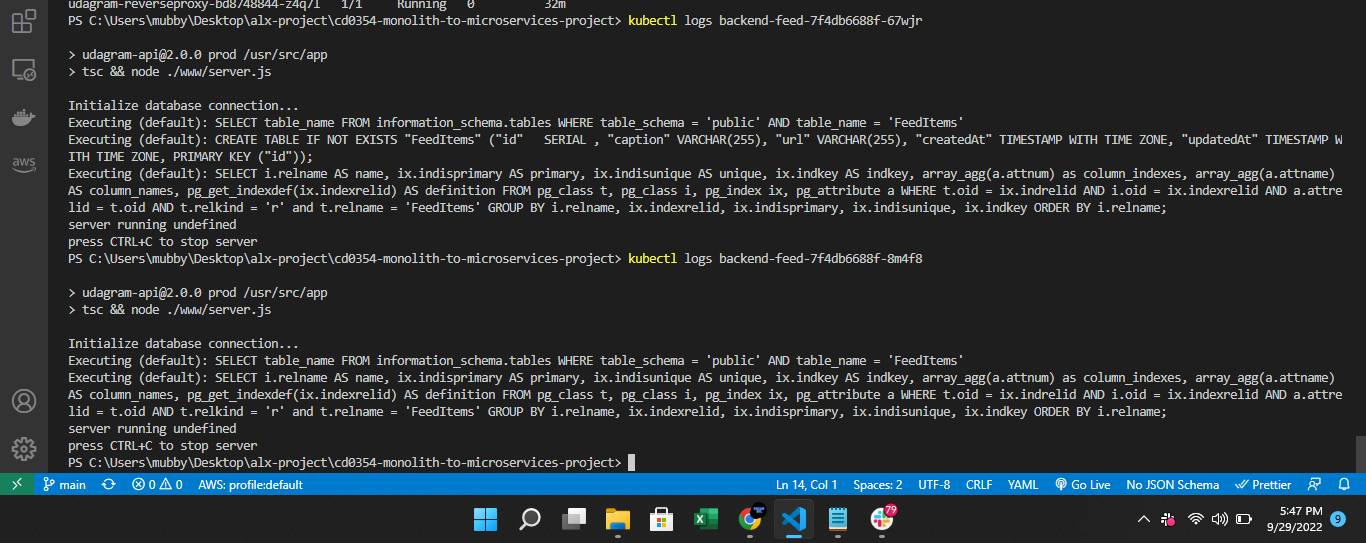 udagram-reverseproxy-bd8748844-z4q7l   1/1     Running   0          32m
PS C:\Users\mubby\Desktop\alx-project\cd0354-monolith-to-microservices-project> kubectl logs backend-feed-7f4db6688f-67wjr
> udagram-api@2.0.0 prod /usr/src/app
> tsc && node ./www/server.js
Initialize database connection...
Executing (default): SELECT table_name FROM information_schema.tables WHERE table_schema = 'public' AND table_name = 'FeedItems'
Executing (default): CREATE TABLE IF NOT EXISTS "FeedItems" ("id"   SERIAL , "caption" VARCHAR(255), "url" VARCHAR(255), "createdAt" TIMESTAMP WITH TIME ZONE, "updatedAt" TIMESTAMP W
ITH TIME ZONE, PRIMARY KEY ("id"));
Executing (default): SELECT i.relname AS name, ix.indisprimary AS primary, ix.indisunique AS unique, ix.indkey AS indkey, array_agg(a.attnum) as column_indexes, array_agg(a.attname)
AS column_names, pg_get_indexdef(ix.indexrelid) AS definition FROM pg_class t, pg_class i, pg_index ix, pg_attribute a WHERE t.oid = ix.indrelid AND i.oid = ix.indexrelid AND a.attre
lid = t.oid AND t.relkind = 'r' and t.relname = 'FeedItems' GROUP BY i.relname, ix.indexrelid, ix.indisprimary, ix.indisunique, ix.indkey ORDER BY i.relname;
server running undefined
press CTRL+C to stop server
PS C:\Users\mubby\Desktop\alx-project\cd0354-monolith-to-microservices-project> kubectl logs backend-feed-7f4db6688f-8m4f8
> udagram-api@2.0.0 prod /usr/src/app
> tsc && node ./www/server.js
Initialize database connection...
Executing (default): SELECT table_name FROM information_schema.tables WHERE table_schema = 'public' AND table_name = 'FeedItems'
Executing (default): SELECT i.relname AS name, ix.indisprimary AS primary, ix.indisunique AS unique, ix.indkey AS indkey, array_agg(a.attnum) as column_indexes, array_agg(a.attname)
AS column_names, pg_get_indexdef(ix.indexrelid) AS definition FROM pg_class t, pg_class i, pg_index ix, pg_attribute a WHERE t.oid = ix.indrelid AND i.oid = ix.indexrelid AND a.attre
lid = t.oid AND t.relkind = 'r' and t.relname = 'FeedItems' GROUP BY i.relname, ix.indexrelid, ix.indisprimary, ix.indisunique, ix.indkey ORDER BY i.relname;
server running undefined
press CTRL+C to stop server
PS C:\Users\mubby\Desktop\alx-project\cd0354-monolith-to-microservices-project>
aws
main 0 0 AWS: profile:default Ln 14, Col 1 Spaces: 2 UTF-8 CRLF YAML Go Live No JSON Schema Prettier
79
5:47 PM
9/29/2022 9